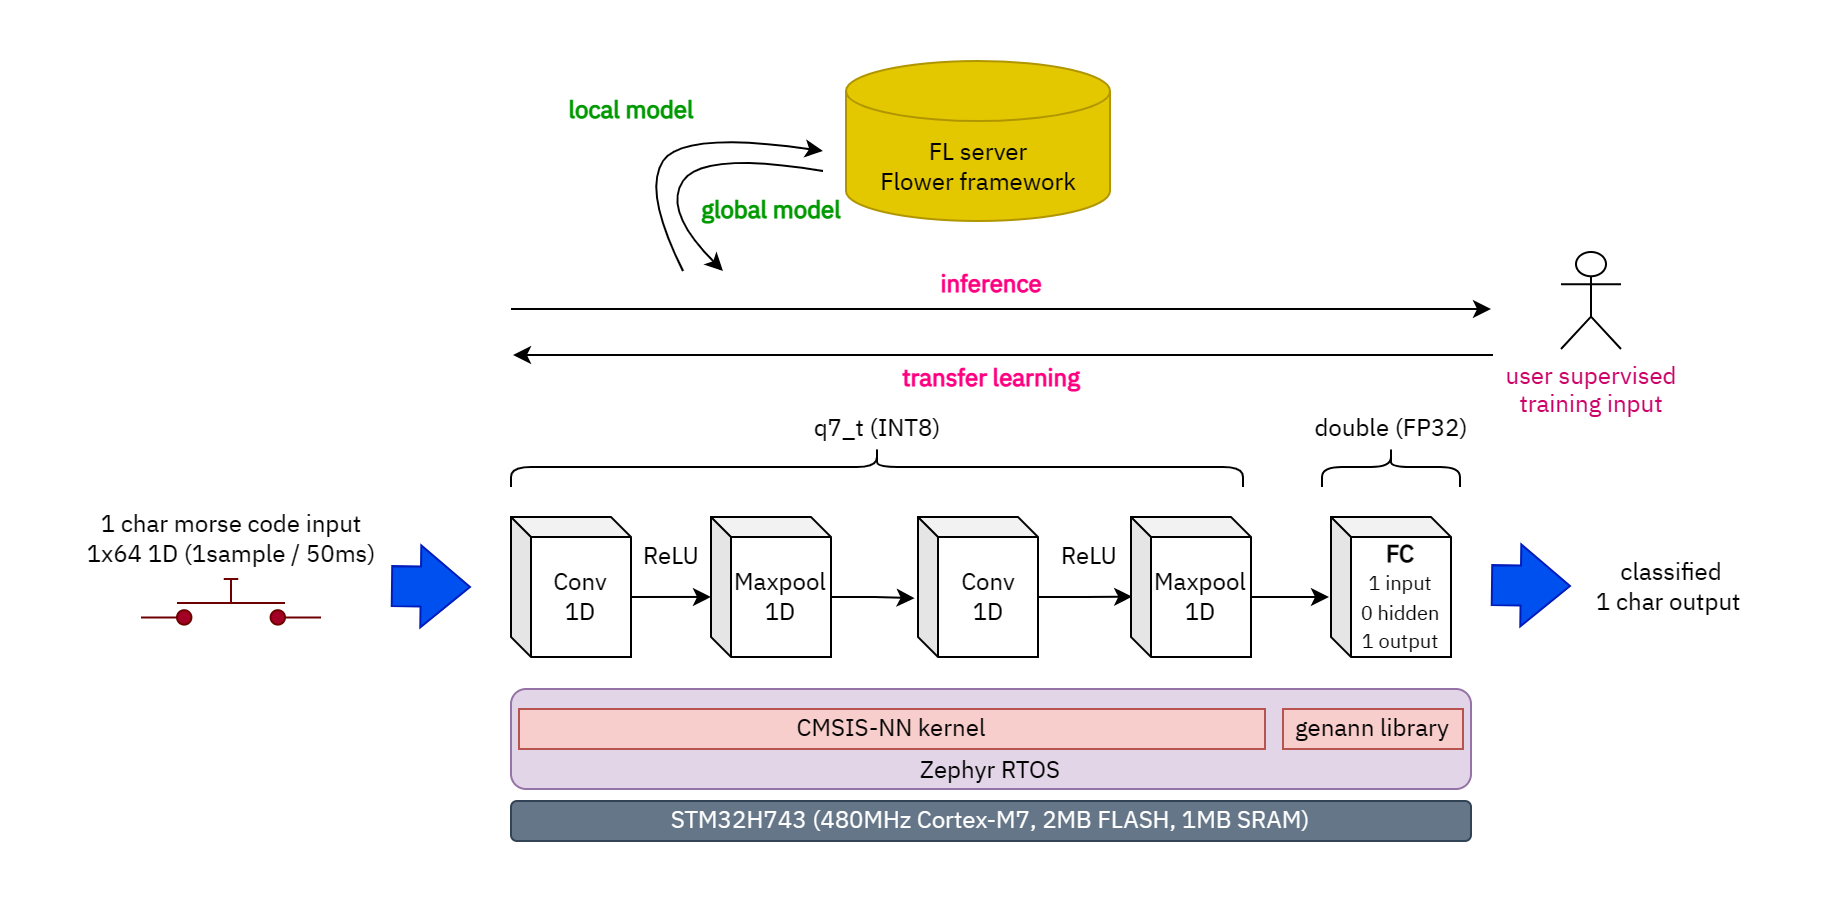 local model
FL server
Flower framework
global model
inference
transfer learning
user supervised
training input
q7_t (INT8)
double (FP32)
1 char morse code input
1x64 1D (1sample / 50ms)
Conv
1D
ReLU
Maxpool
1D
Conv
1D
ReLU
Maxpool
1D
FC
1 input
0 hidden
1 output
classified
1 char output
CMSIS-NN kernel
genann library
Zephyr RTOS
STM32H743 (480MHz Cortex-M7, 2MB FLASH, 1MB SRAM)